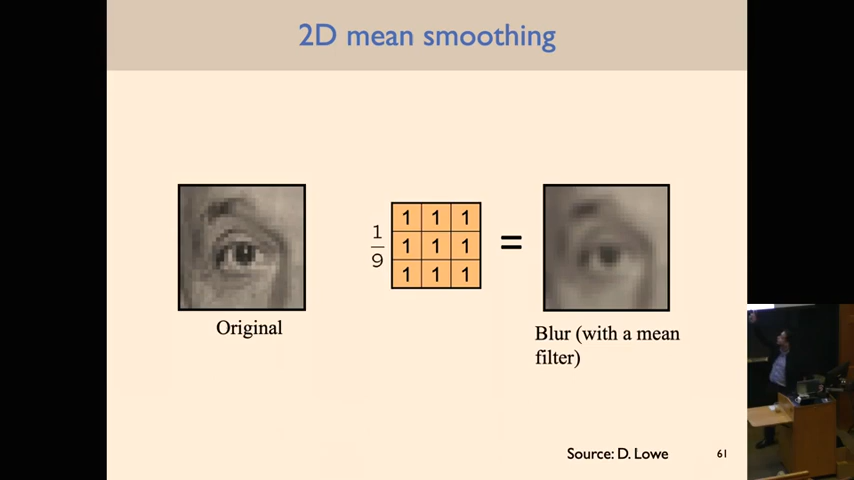 2D mean smoothing
1
9
1 1 1
1 1 1
1 1 1
=
Original
Blur (with a mean
filter)
Source: D. Lowe
61